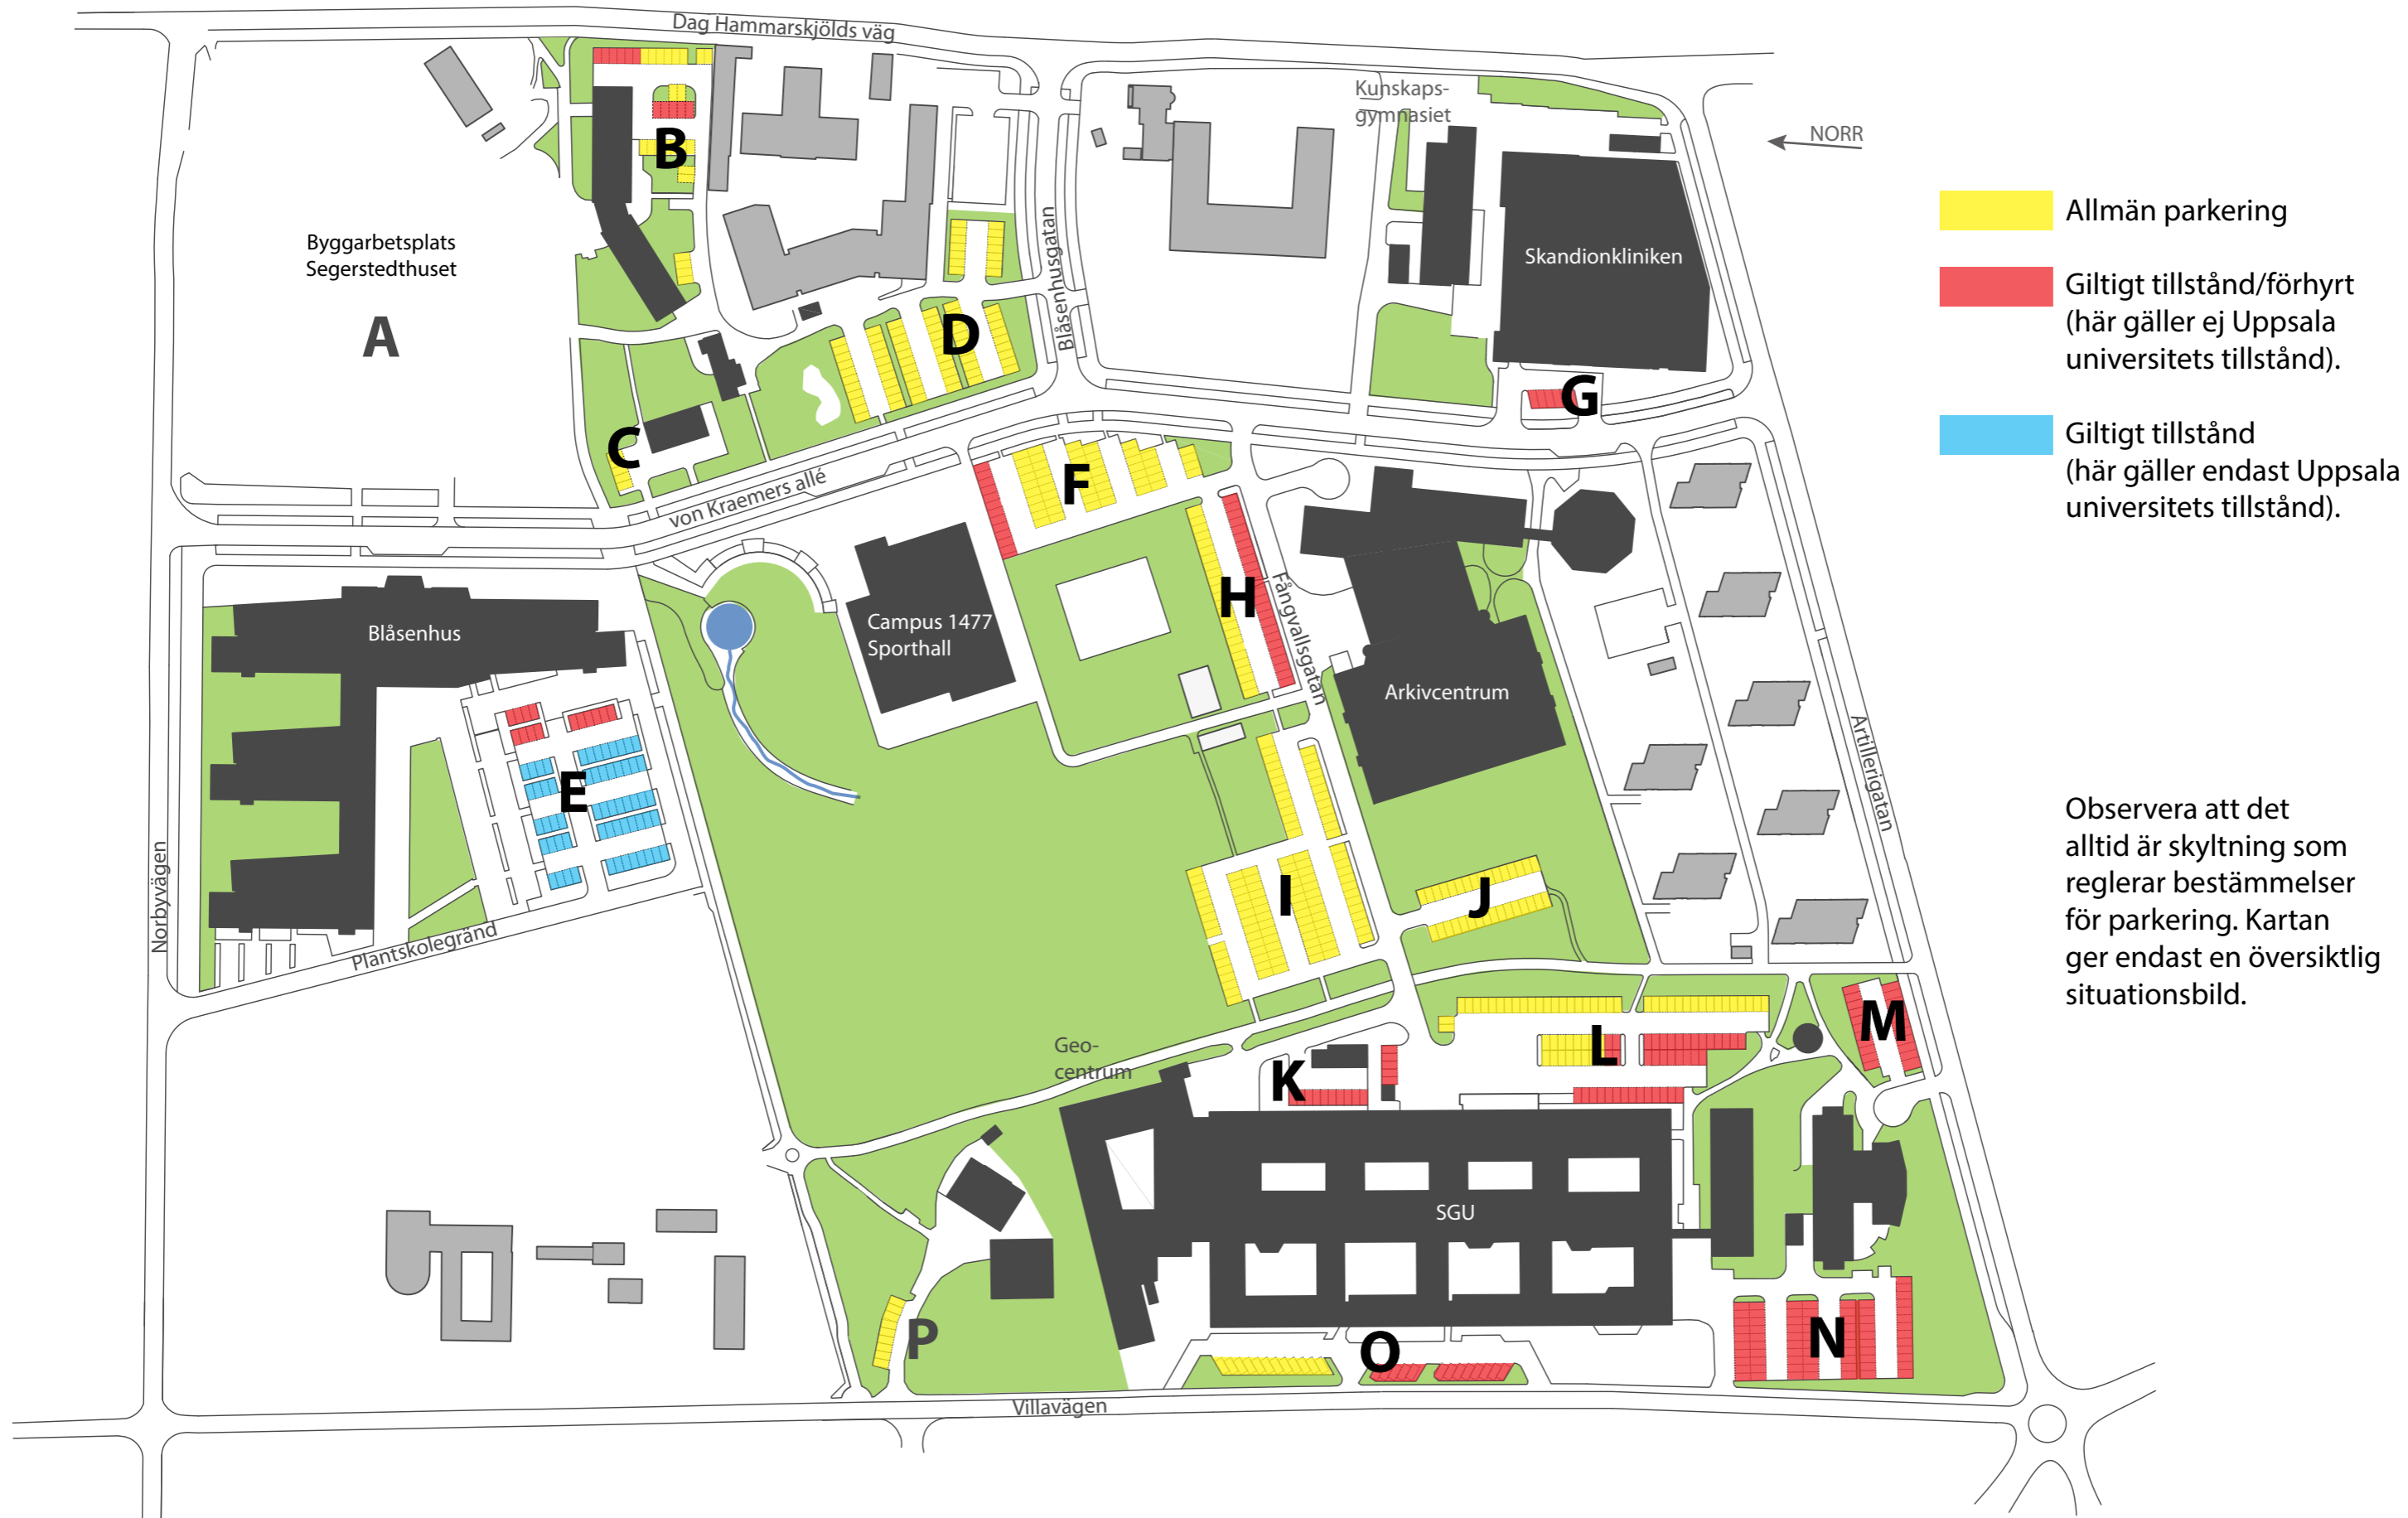 Dag Hammarskjölds väg
Kunskaps-
gymnasiet
NORR
B
Allmän parkering
Byggarbetsplats
Segerstedthuset
Blåsenhusgatan
Skandionkliniken
Giltigt tillstånd/förhyrt
(här gäller ej Uppsala
universitets tillstånd).
A
D
G
C
Giltigt tillstånd
(här gäller endast Uppsala
universitets tillstånd).
von Kraemers allé
F
H
Fångvallsgatan
Blåsenhus
Campus 1477
Sporthall
Arkivcentrum
Artillerigatan
E
Observera att det
alltid är skyltning som
reglerar bestämmelser
för parkering. Kartan
ger endast en översiktlig
situationsbild.
Norbyvägen
I
J
Plantskolegränd
M
L
Geo-
centrum
K
SGU
P
O
N
Villavägen